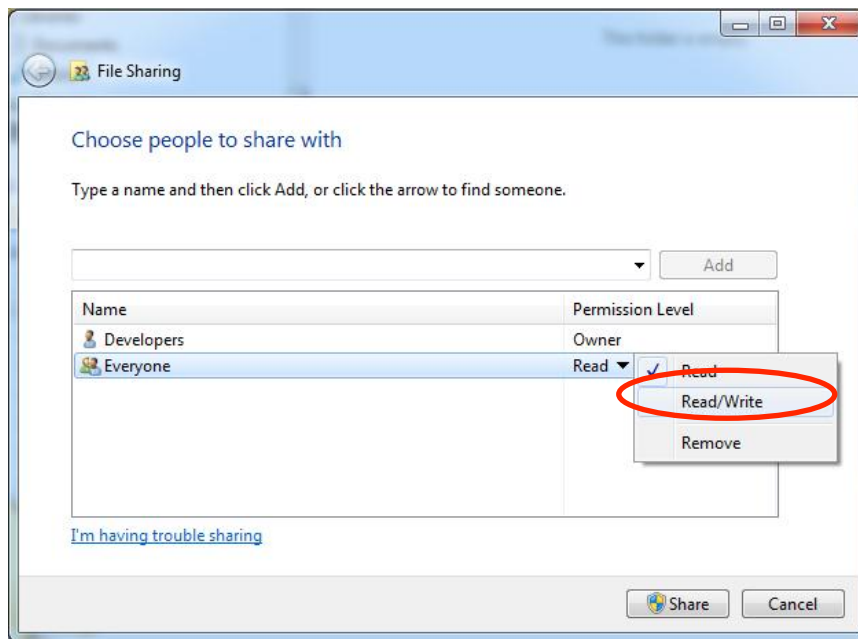 File Sharing
Choose people to share with
Type a name and then click Add, or click the arrow to find someone.
Add
Name Permission Level
Developers Owner
Everyone Read Read
Read/Write
Remove
I'm having trouble sharing
Share Cancel